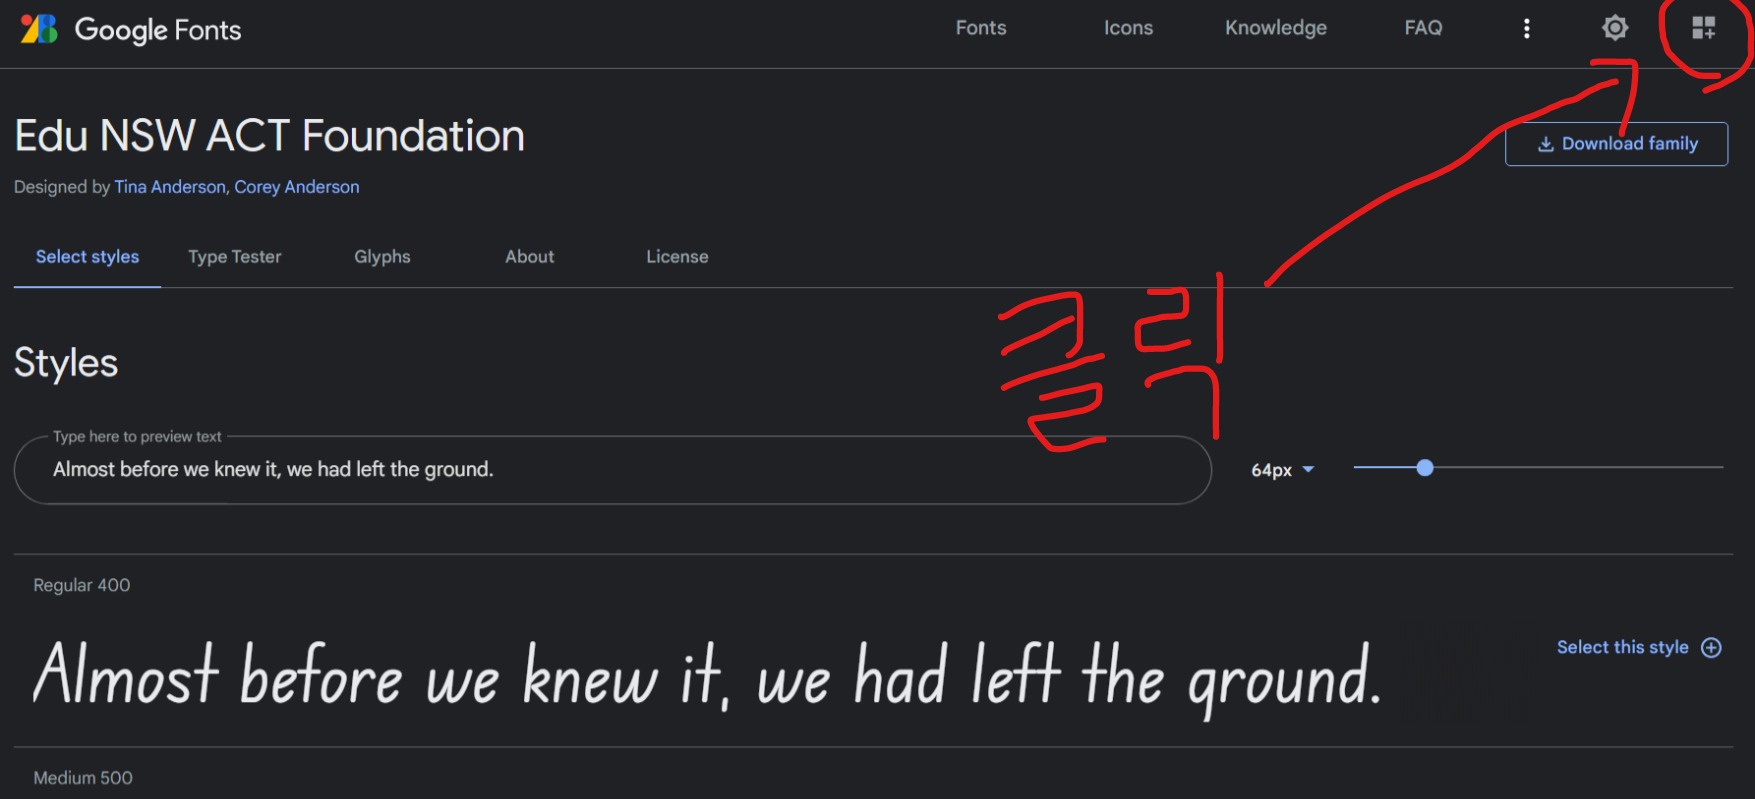 Google Fonts
Fonts Icons Knowledge FAQ
Edu NSW ACT Foundation
Download family
Designed by Tina Anderson, Corey Anderson
Select styles Type Tester Glyphs About License
클릭
Styles
Type here to preview text
Almost before we knew it, we had left the ground.
64px
Regular 400
Almost before we knew it, we had left the ground.
Select this style
Medium 500